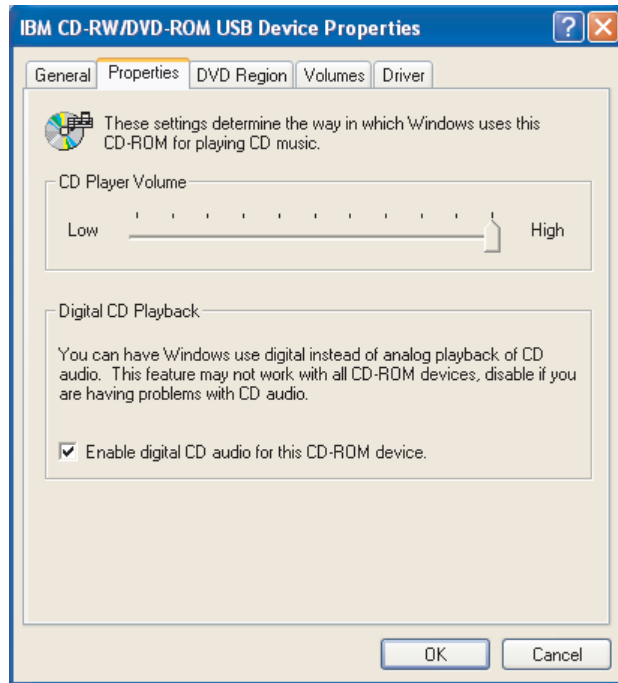 IBM CD-RW/DVD-ROM USB Device Properties
General Properties DVD Region Volumes Driver
These settings determine the way in which Windows uses this
CD-ROM for playing CD music.
CD Player Volume
Low High
Digital CD Playback
You can have Windows use digital instead of analog playback of CD
audio. This feature may not work with all CD-ROM devices, disable if you
are having problems with CD audio.
Enable digital CD audio for this CD-ROM device.
OK Cancel